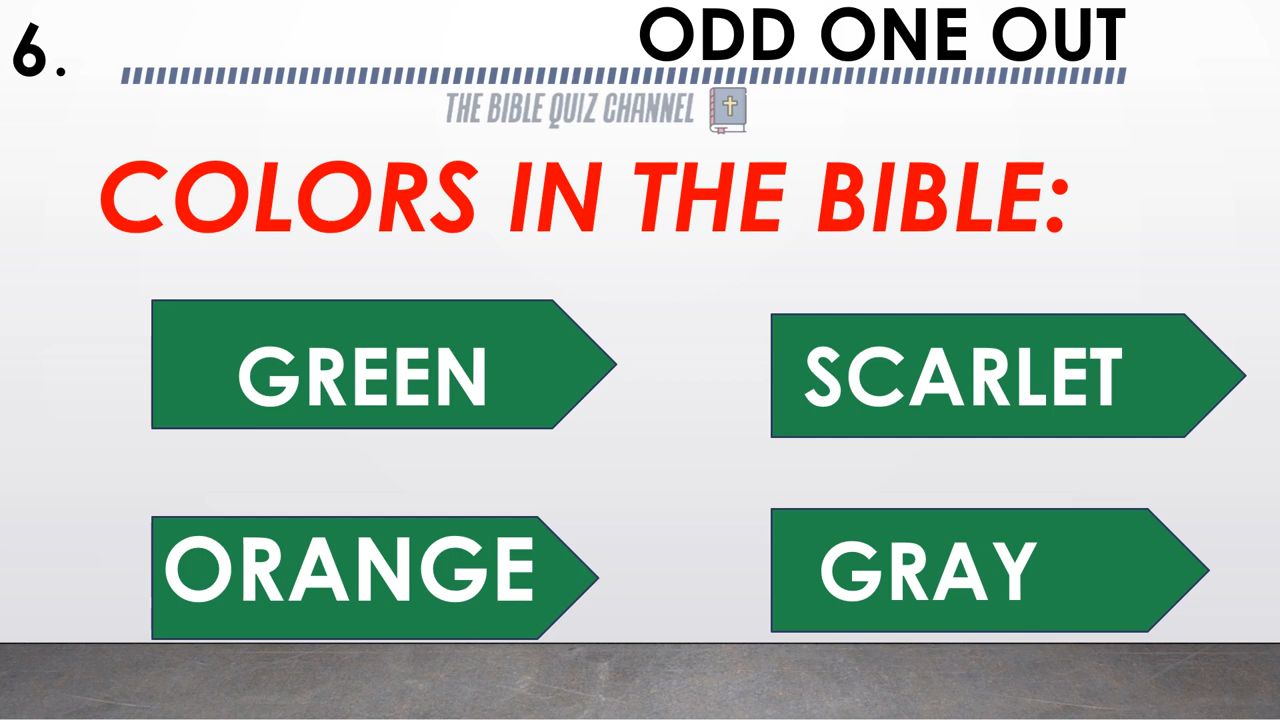 6.
ODD ONE OUT
THE BIBLE QUIZ CHANNEL
COLORS IN THE BIBLE:
GREEN
SCARLET
ORANGE
GRAY